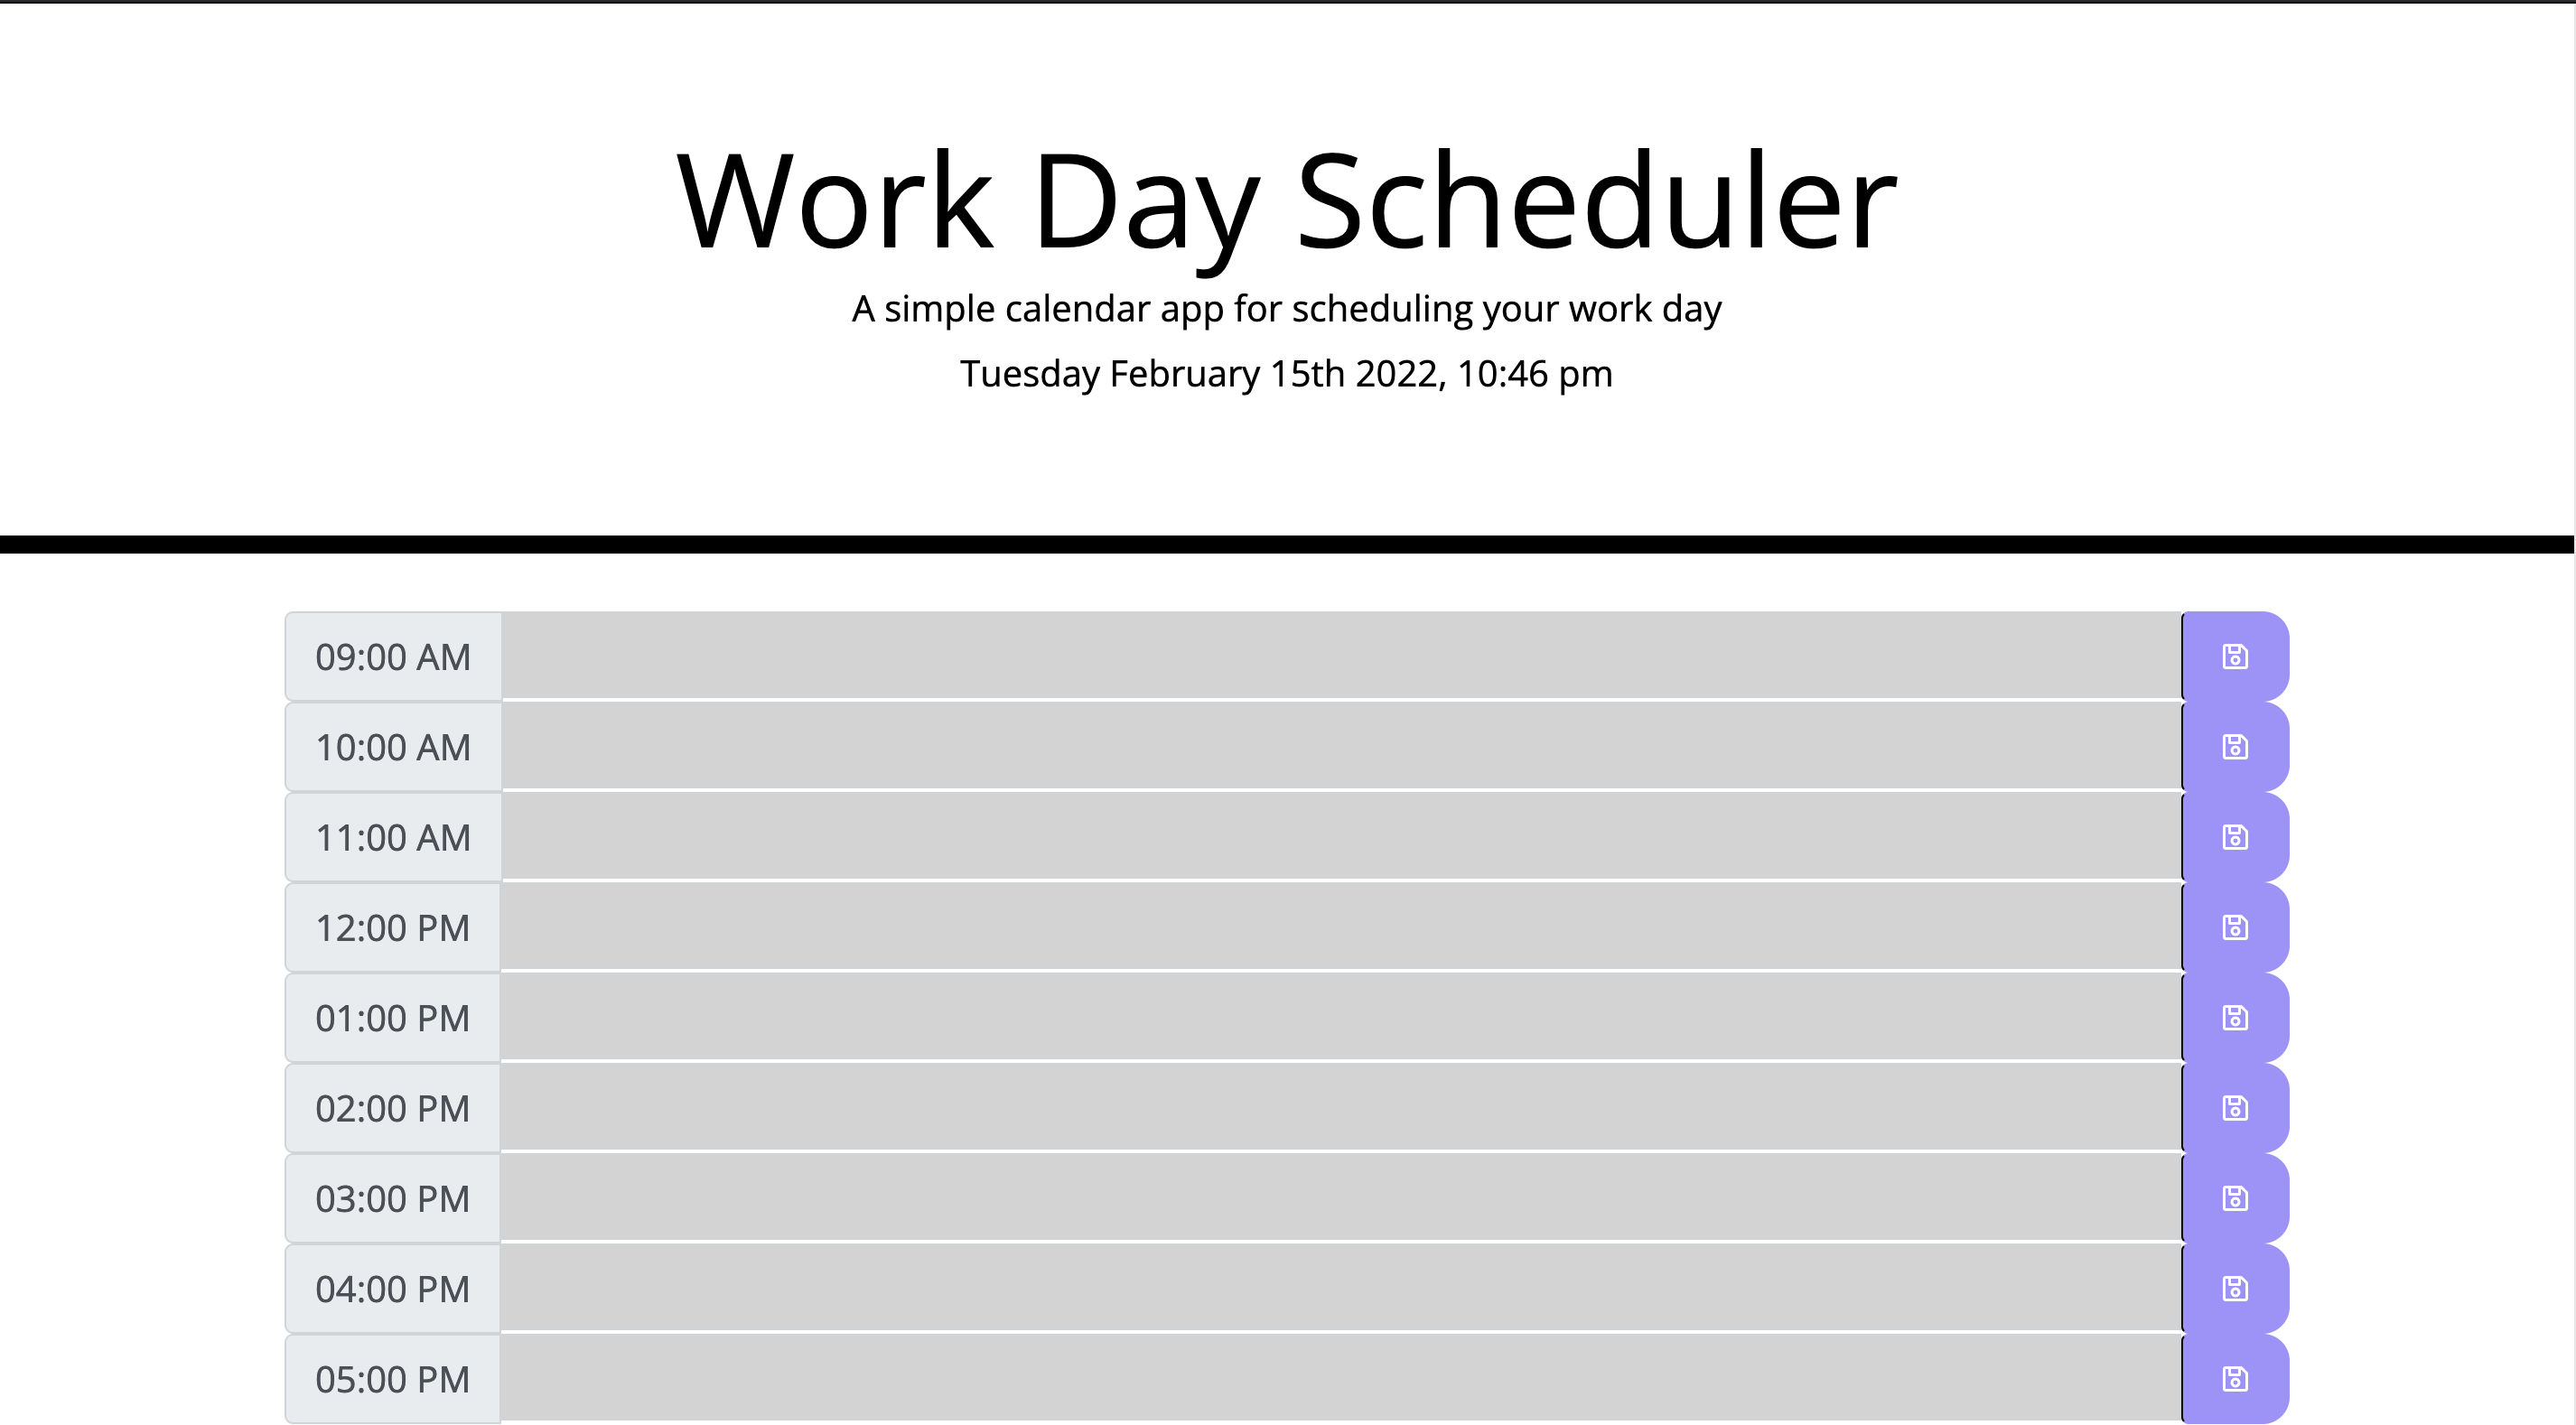 Work Day Scheduler
A simple calendar app for scheduling your work day
Tuesday February 15th 2022, 10:46 pm
09:00 AM
10:00 AM
11:00 AM
12:00 PM
01:00 PM
02:00 PM
03:00 PM
04:00 PM
05:00 PM